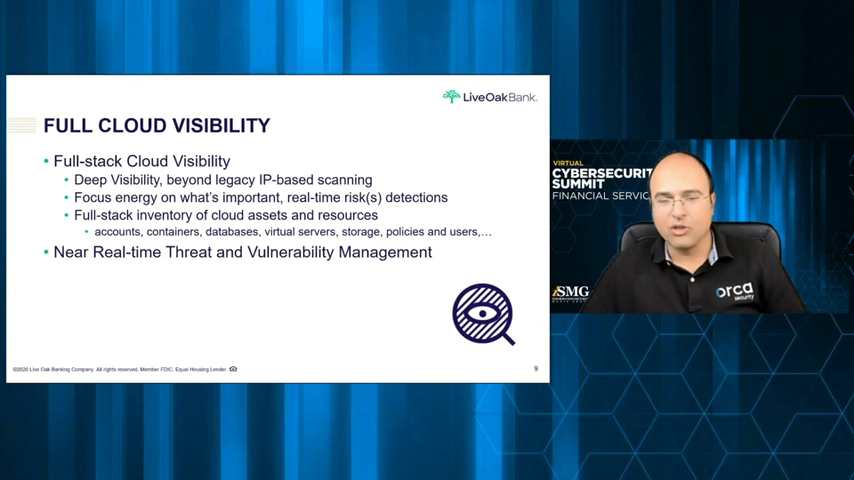 LiveOakBank.
FULL CLOUD VISIBILITY
• Full-stack Cloud Visibility
• Deep Visibility, beyond legacy IP-based scanning
• Focus energy on what's important, real-time risk(s) detections
• Full-stack inventory of cloud assets and resources
• accounts, containers, databases, virtual servers, storage, policies and users,…
• Near Real-time Threat and Vulnerability Management
©2020 Live Oak Banking Company. All rights reserved. Member FDIC. Equal Housing Lender.
9
VIRTUAL
CYBERSECURIT
SUMMIT
FINANCIAL SERVIC
iSMG
orca
security